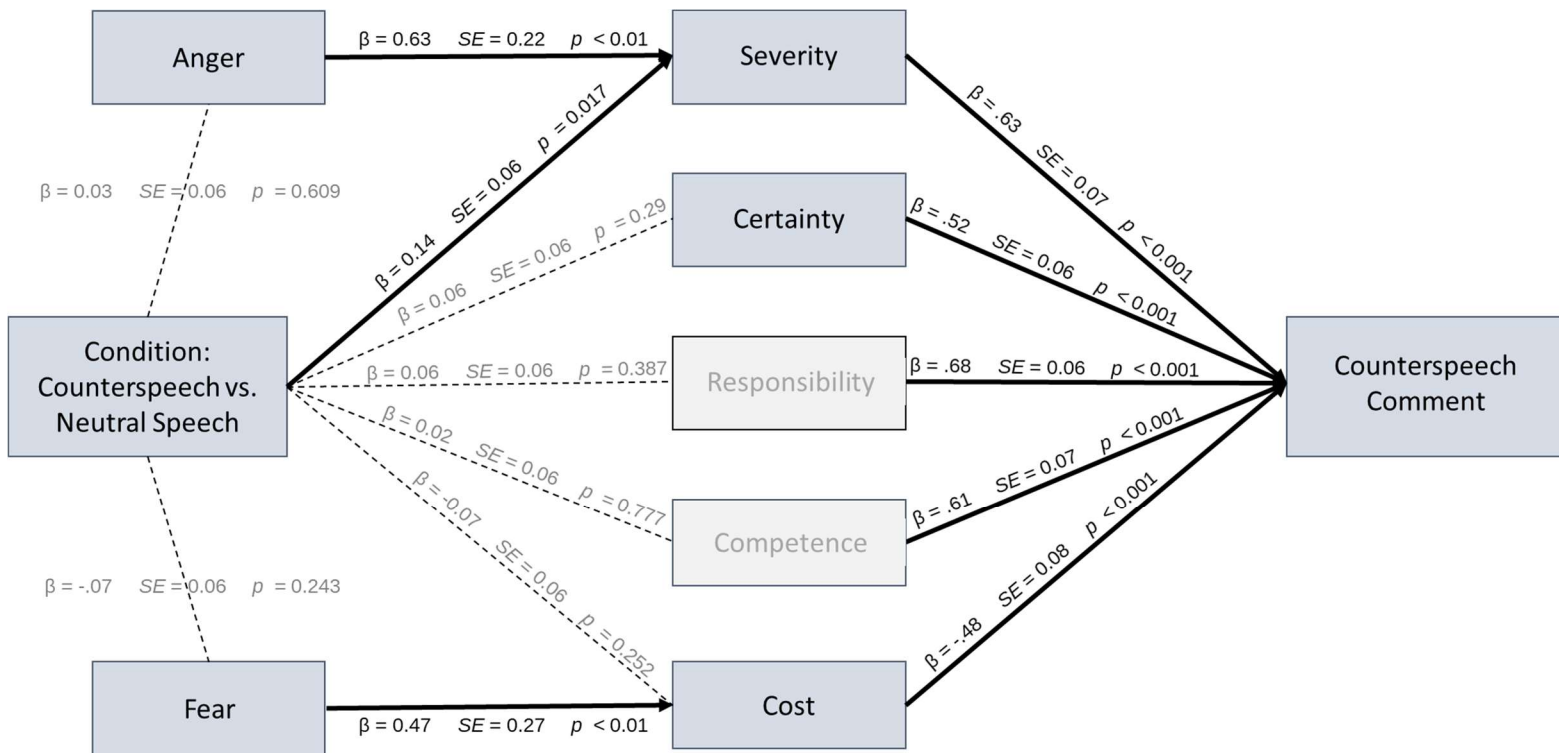 Anger
β = 0.63 SE = 0.22 p < 0.01
Severity
β = 0.03 SE = 0.06 p = 0.609
β = 0.14 SE = 0.06 p = 0.017
β = .63 SE = 0.07 p < 0.001
Certainty
β = 0.06 SE = 0.06 p = 0.29
β = .52 SE = 0.06 p < 0.001
Condition:
Counterspeech vs.
Neutral Speech
β = 0.06 SE = 0.06 p = 0.387
Responsibility
β = .68 SE = 0.06 p < 0.001
Counterspeech
Comment
β = 0.02 SE = 0.06 p = 0.777
Competence
β = .61 SE = 0.07 p < 0.001
β = -0.07 SE = 0.06 p = 0.252
β = -.07 SE = 0.06 p = 0.243
β = -.48 SE = 0.08 p < 0.001
Fear
β = 0.47 SE = 0.27 p < 0.01
Cost